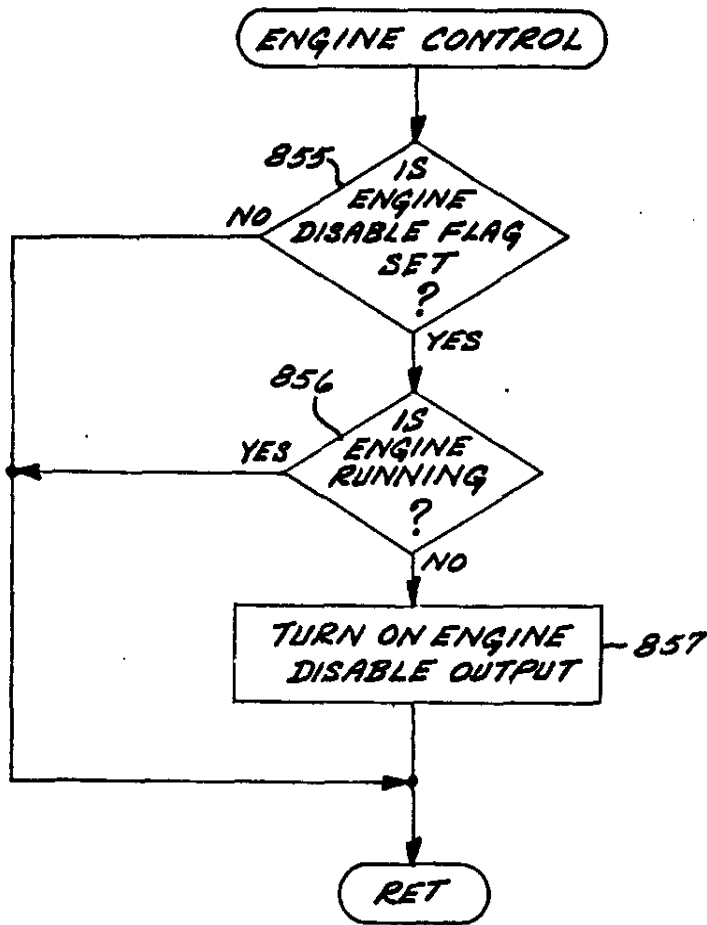 ENGINE CONTROL
855
IS
ENGINE
DISABLE FLAG
SET
?
NO
YES
856
IS
ENGINE
RUNNING
?
YES
NO
TURN ON ENGINE
DISABLE OUTPUT
857
RET